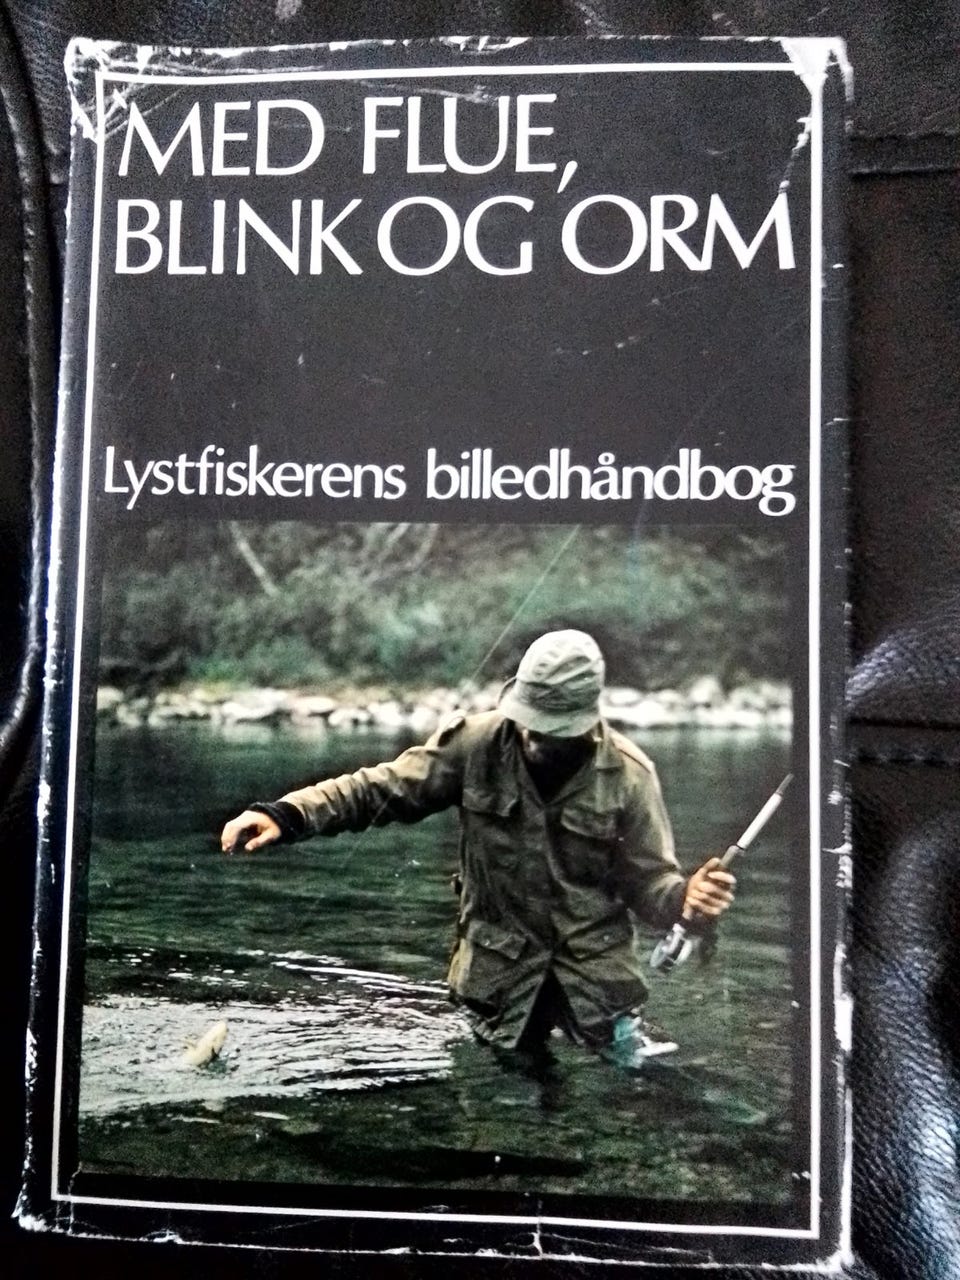 MED FLUE,
BLINK OG ORM
Lystfiskerens billedhåndbog